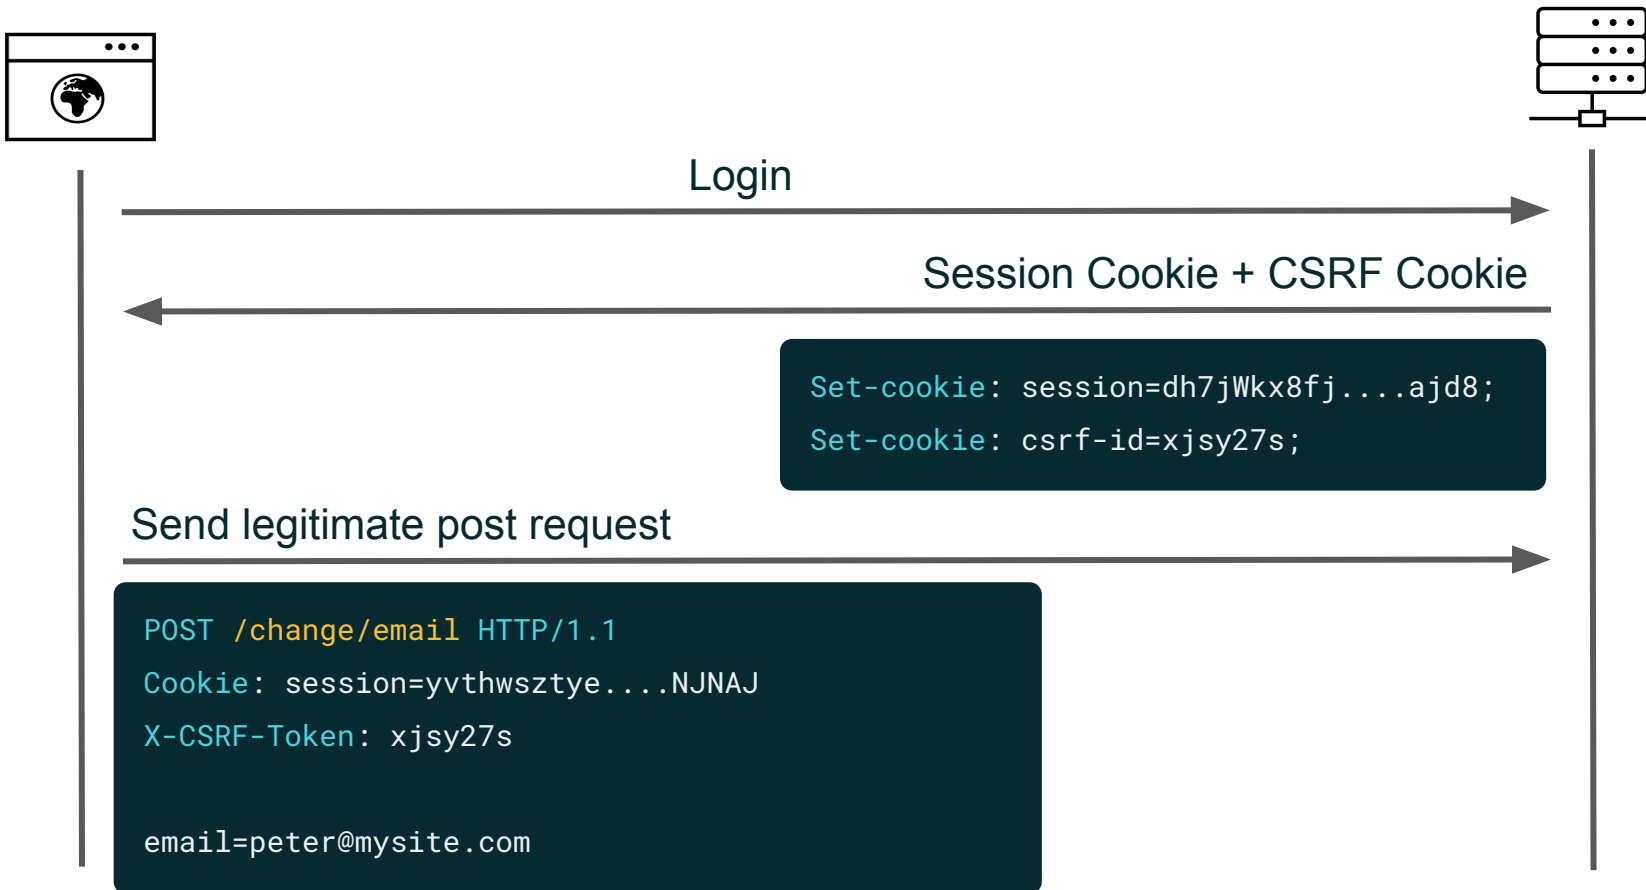 Login
Session Cookie + CSRF Cookie
Set-cookie: session=dh7jWkx8fj....ajd8;
Set-cookie: csrf-id=xjsy27s;
Send legitimate post request
POST /change/email HTTP/1.1
Cookie: session=yvthwsztye....NJNAJ
X-CSRF-Token: xjsy27s
email=peter@mysite.com